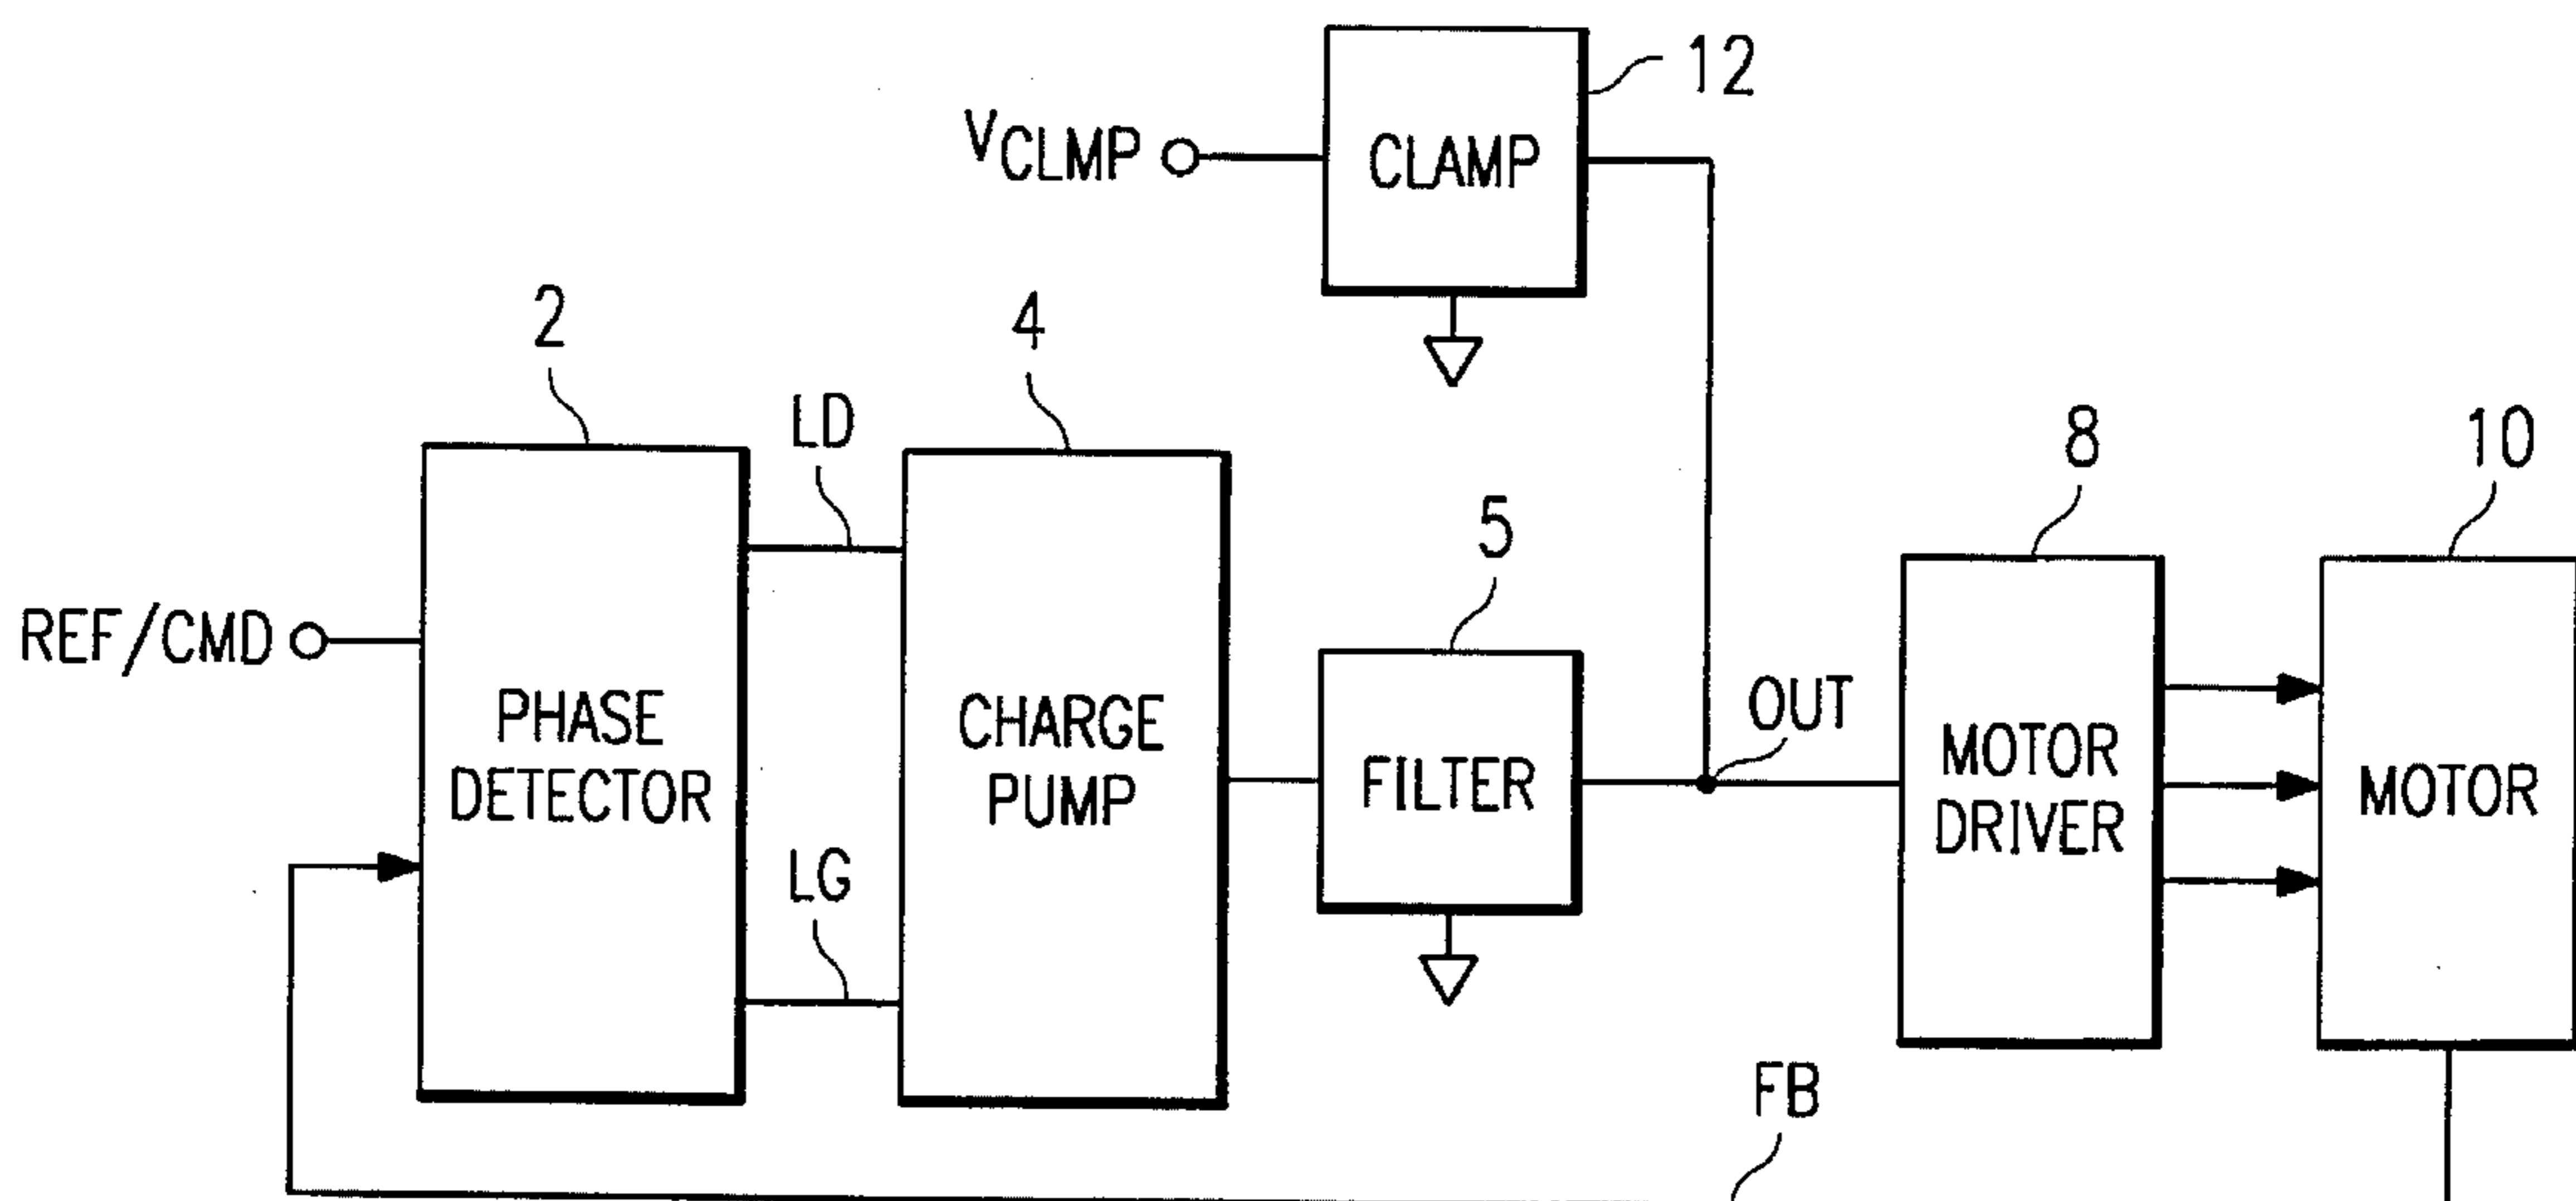 12
VCLMP
CLAMP
2
4
LD
8
10
5
REF/CMD
OUT
PHASE
DETECTOR
CHARGE
PUMP
FILTER
MOTOR
DRIVER
MOTOR
LG
FB